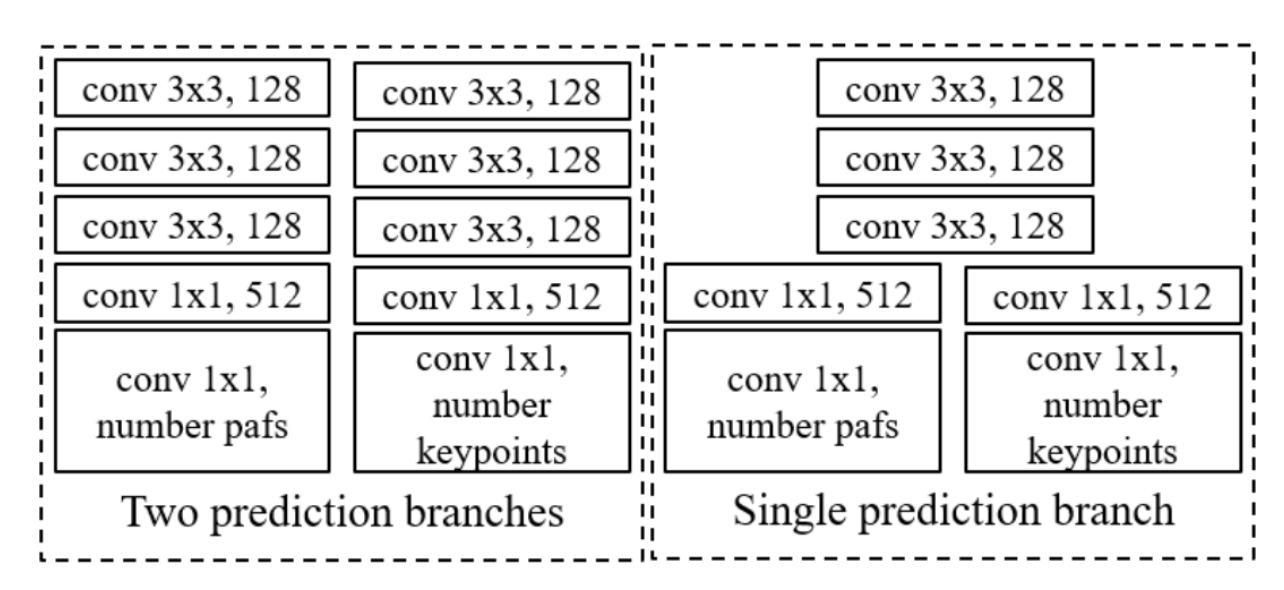 conv 3x3, 128
conv 3x3, 128
conv 3x3, 128
conv 1x1, 512
conv 1x1,
number pafs
conv 3x3, 128
conv 3x3, 128
conv 3x3, 128
conv 1x1, 512
conv 1x1,
number
keypoints
Two prediction branches
conv 3x3, 128
conv 3x3, 128
conv 3x3, 128
conv 1x1, 512
conv 1x1,
number pafs
conv 1x1, 512
conv 1x1,
number
keypoints
Single prediction branch